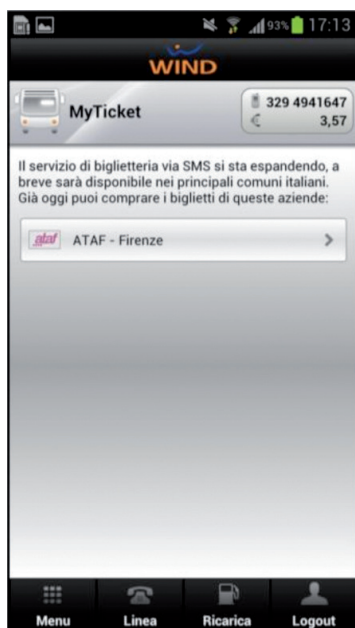 93% 17:13
WIND
MyTicket
329 4941647
€ 3,57
Il servizio di biglietteria via SMS si sta espandendo, a
breve sarà disponibile nei principali comuni italiani.
Già oggi puoi comprare i biglietti di queste aziende:
ataf ATAF - Firenze
Menu Linea Ricarica Logout